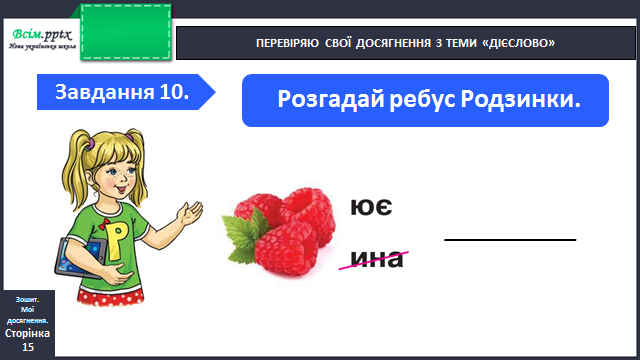 Всім.pptx
Нова українська школа
ПЕРЕВІРЯЮ СВОЇ ДОСЯГНЕННЯ З ТЕМИ «ДІЄСЛОВО»
Завдання 10.
Розгадай ребус Родзинки.
Р
ює
ина
Зошит.
Мої
досягнення.
Сторінка
15